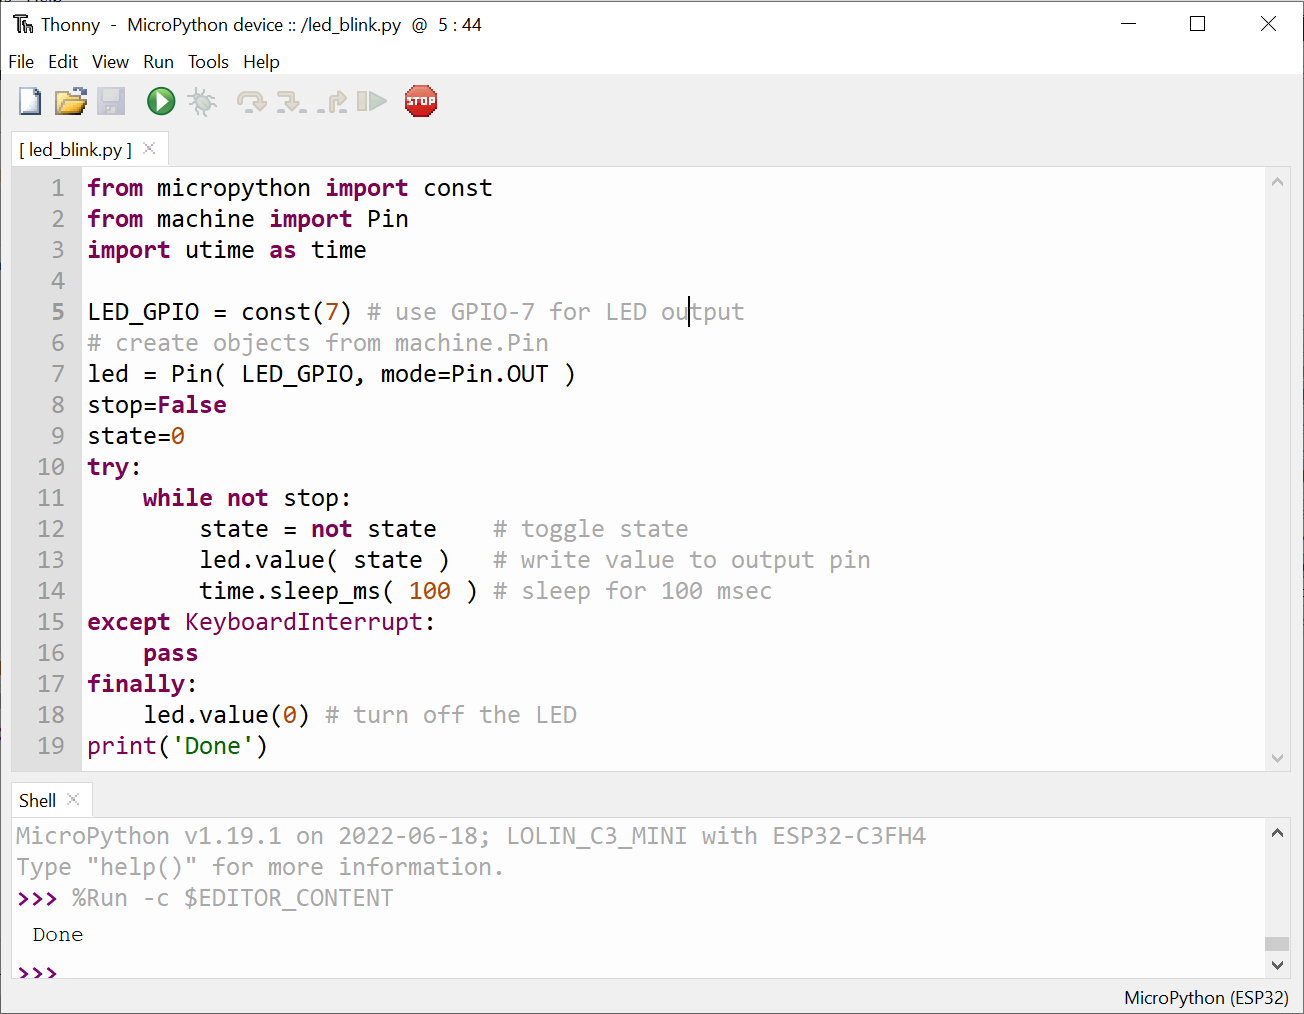 Thonny - MicroPython device :: /led_blink.py @ 5 : 44
File Edit View Run Tools Help
STOP
[ led_blink.py ]
1 from micropython import const
2 from machine import Pin
3 import utime as time
4
5 LED_GPIO = const(7) # use GPIO-7 for LED output
6 # create objects from machine.Pin
7 led = Pin( LED_GPIO, mode=Pin.OUT )
8 stop=False
9 state=0
10 try:
11     while not stop:
12         state = not state    # toggle state
13         led.value( state )   # write value to output pin
14         time.sleep_ms( 100 ) # sleep for 100 msec
15 except KeyboardInterrupt:
16     pass
17 finally:
18     led.value(0) # turn off the LED
19 print('Done')
Shell
MicroPython v1.19.1 on 2022-06-18; LOLIN_C3_MINI with ESP32-C3FH4
Type "help()" for more information.
>>> %Run -c $EDITOR_CONTENT
Done
>>>
MicroPython (ESP32)